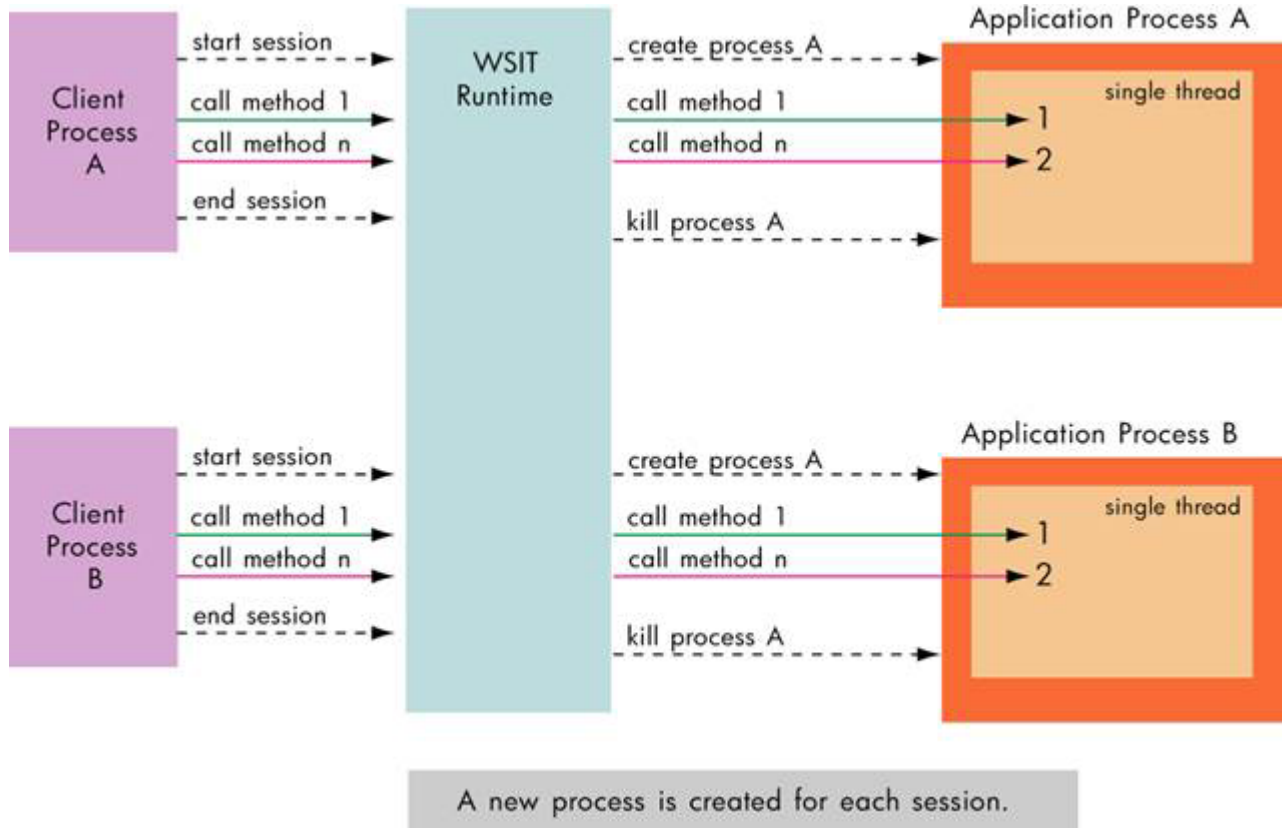 Application Process A
start session
create process A
WSIT
Runtime
single thread
Client
Process
A
call method 1
call method 1
1
call method n
call method n
2
end session
kill process A
Application Process B
start session
create process A
single thread
Client
Process
B
call method 1
call method 1
1
call method n
call method n
2
end session
kill process A
A new process is created for each session.